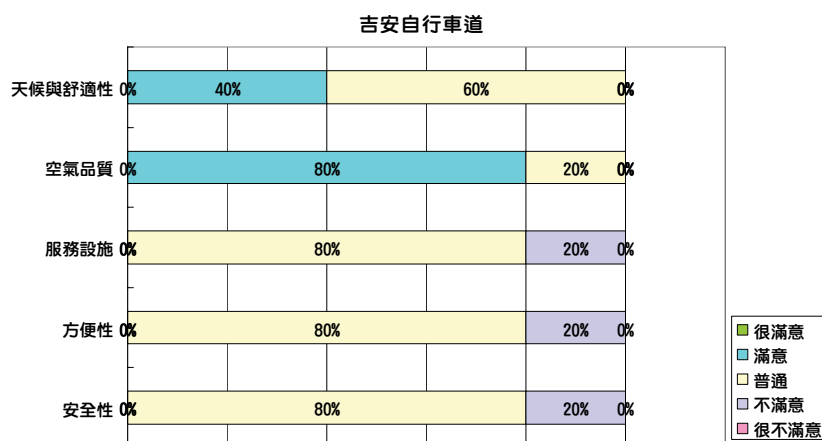 吉安自行車道
天候與舒適性 0% 40% 60% 0%
空氣品質 0% 80% 20% 0%
服務設施 0% 80% 20% 0%
方便性 0% 80% 20% 0%
安全性 0% 80% 20% 0%
很滿意
滿意
普通
不滿意
很不滿意